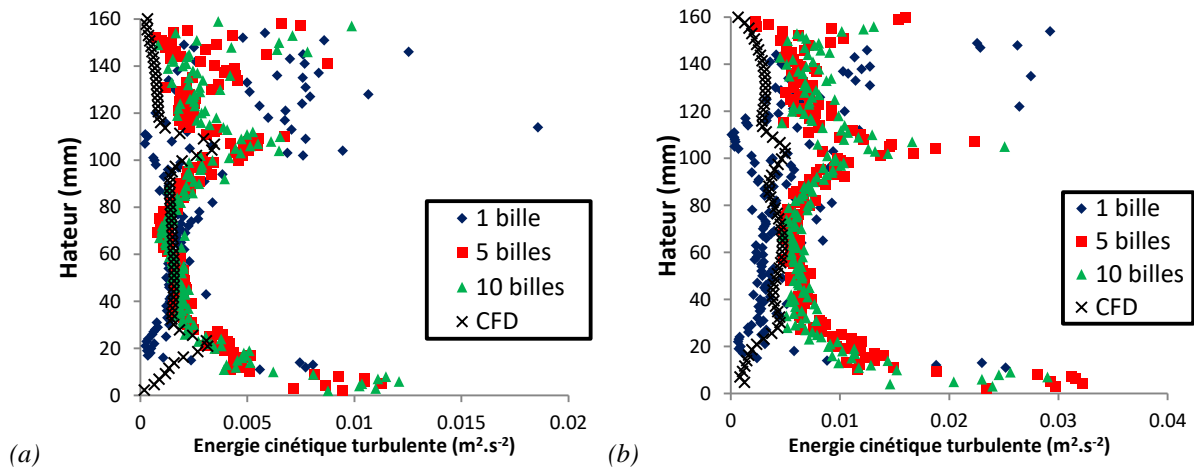 160
140
120
100
80
60
40
20
0
Hateur (mm)
0
0.005
0.01
0.015
0.02
Energie cinétique turbulente (m².s⁻²)
1 bille
5 billes
10 billes
CFD
(a)
160
140
120
100
80
60
40
20
0
Hateur (mm)
0
0.01
0.02
0.03
0.04
Energie cinétique turbulente (m².s⁻²)
1 bille
5 billes
10 billes
CFD
(b)